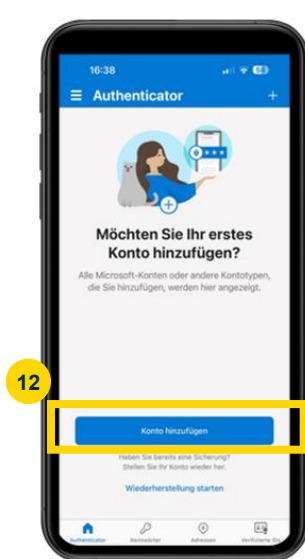 16:38
Authenticator
Möchten Sie Ihr erstes
Konto hinzufügen?
Alle Microsoft-Konten oder andere Kontotypen,
die Sie hinzufügen, werden hier angezeigt.
12
Konto hinzufügen
Haben Sie bereits eine Sicherung?
Stellen Sie Ihr Konto wieder her.
Wiederherstellung starten
Authenticator Kennwörter Adressen Verifizierte IDs